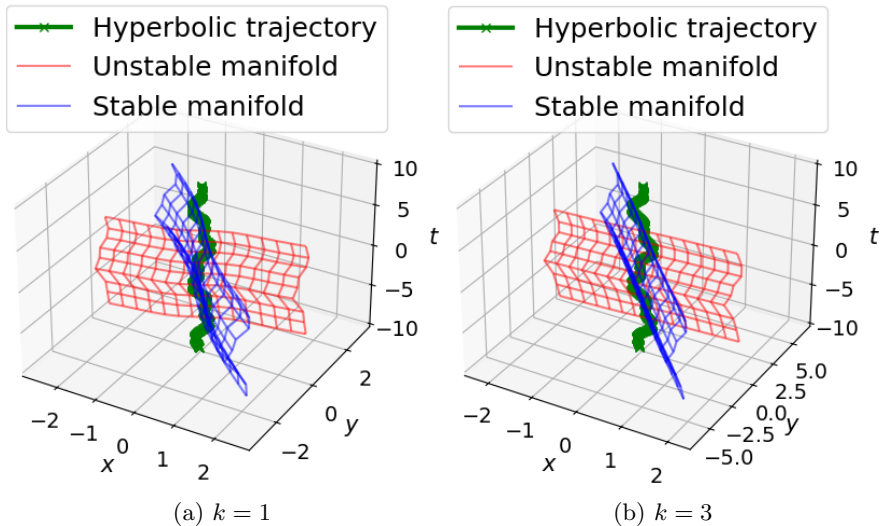 Hyperbolic trajectory
Unstable manifold
Stable manifold
10
5
0
−5
−10
t
−2
−1
0
1
2
x
−2
0
2
y
(a) k = 1
Hyperbolic trajectory
Unstable manifold
Stable manifold
10
5
0
−5
−10
t
−2
−1
0
1
2
x
−5.0
−2.5
0.0
2.5
5.0
y
(b) k = 3